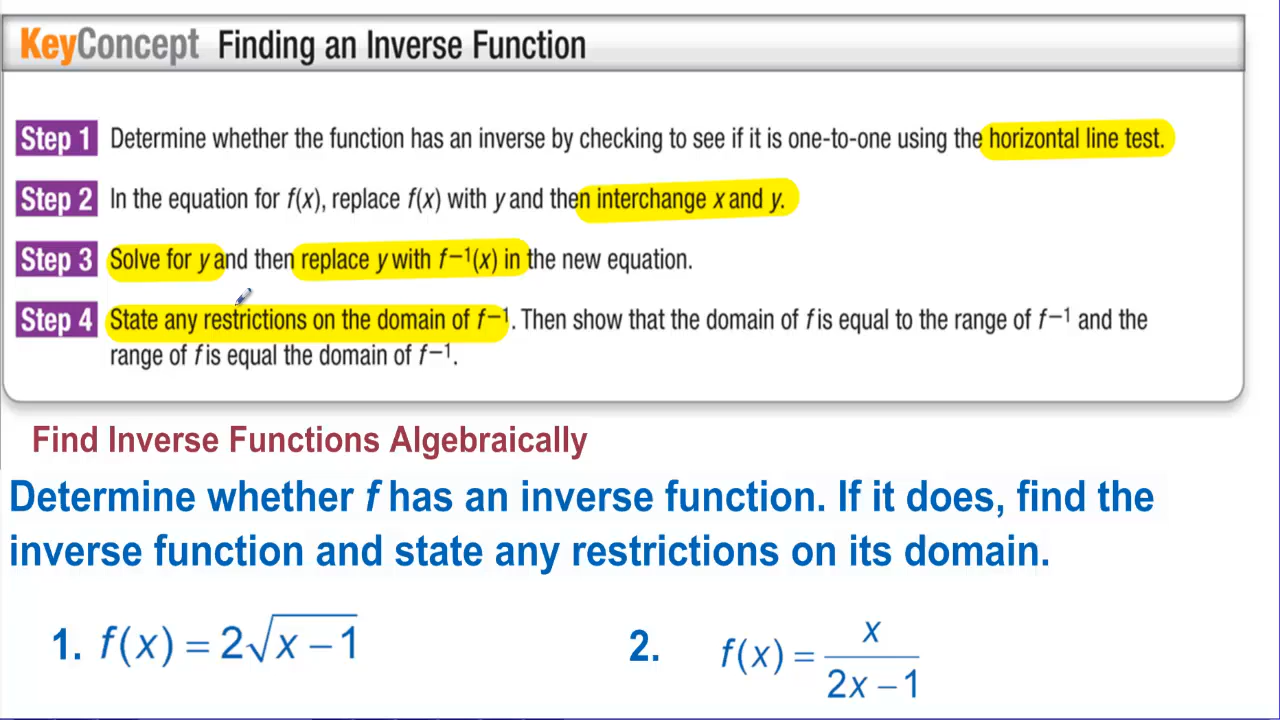 KeyConcept Finding an Inverse Function
Step 1 Determine whether the function has an inverse by checking to see if it is one-to-one using the horizontal line test.
Step 2 In the equation for f(x), replace f(x) with y and then interchange x and y.
Step 3 Solve for y and then replace y with f⁻¹(x) in the new equation.
Step 4 State any restrictions on the domain of f⁻¹. Then show that the domain of f is equal to the range of f⁻¹ and the
range of f is equal the domain of f⁻¹.
Find Inverse Functions Algebraically
Determine whether f has an inverse function. If it does, find the
inverse function and state any restrictions on its domain.
1. f(x) = 2√(x – 1)
2. f(x) = x / (2x – 1)